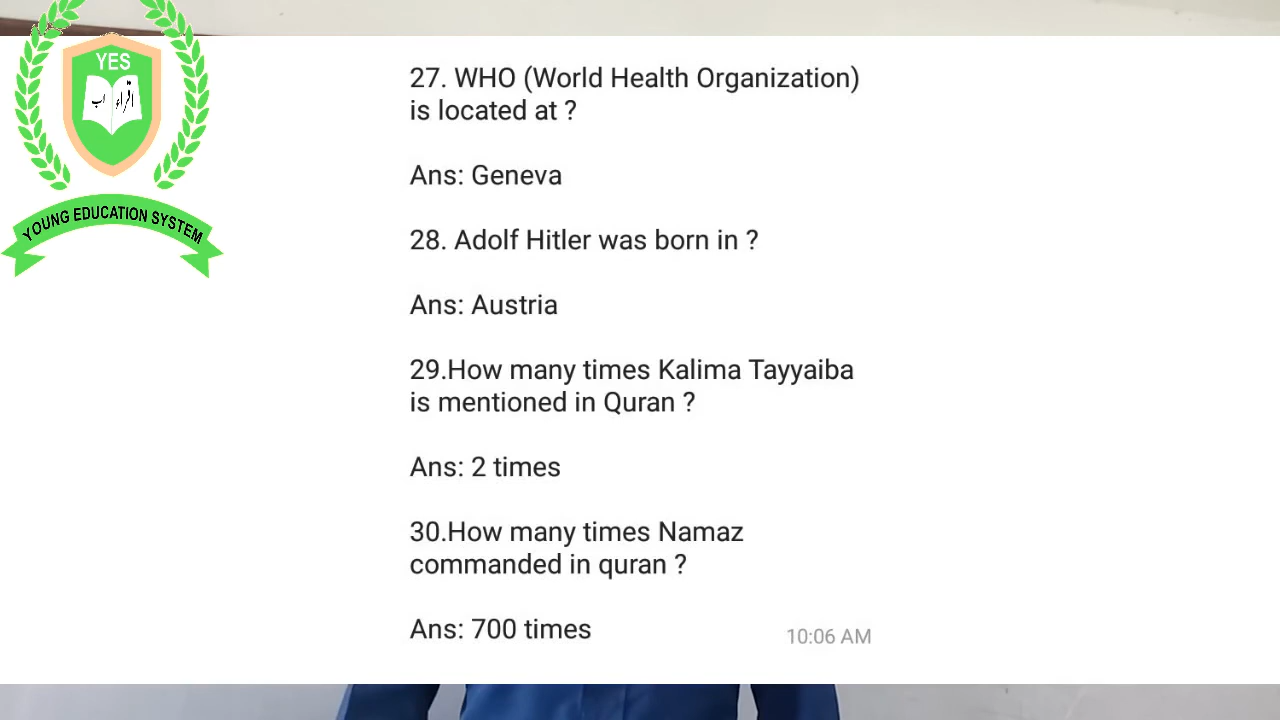 YES
اقراء
YOUNG EDUCATION SYSTEM
27. WHO (World Health Organization)
is located at ?
Ans: Geneva
28. Adolf Hitler was born in ?
Ans: Austria
29.How many times Kalima Tayyaiba
is mentioned in Quran ?
Ans: 2 times
30.How many times Namaz
commanded in quran ?
Ans: 700 times
10:06 AM